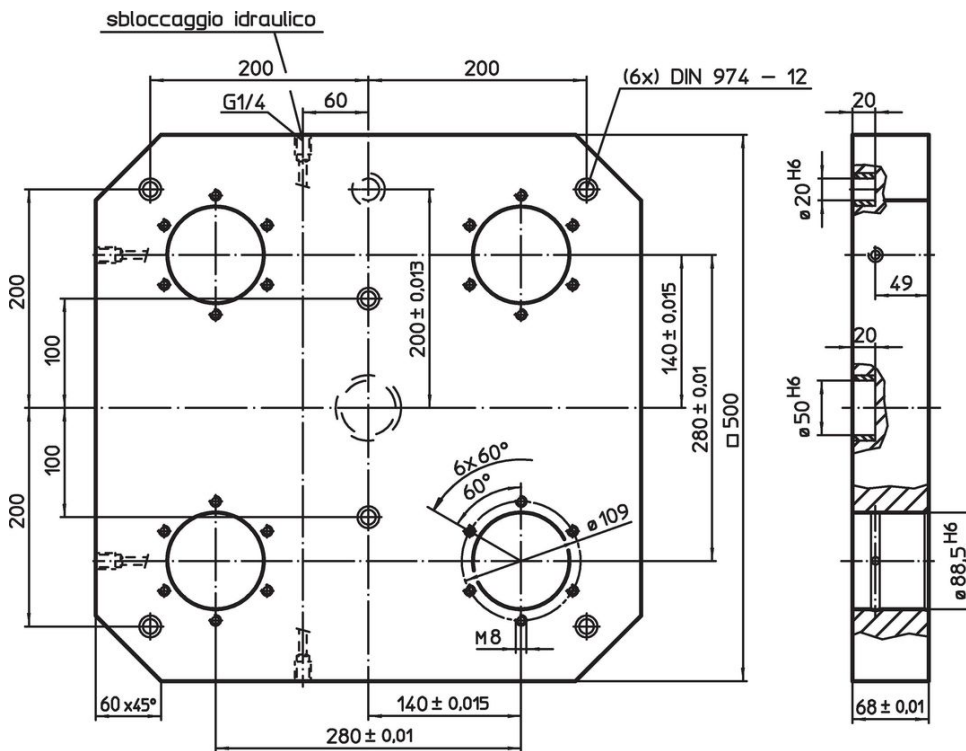 sbloccaggio idraulico
200
200
(6x) DIN 974 – 12
G1/4
60
20
ø20 H6
200
100
200±0,013
140±0,015
280±0,01
□500
49
20
ø50 H6
100
200
6x60°
60°
ø109
ø88.5 H6
M8
60x45°
140±0,015
280±0,01
68±0,01